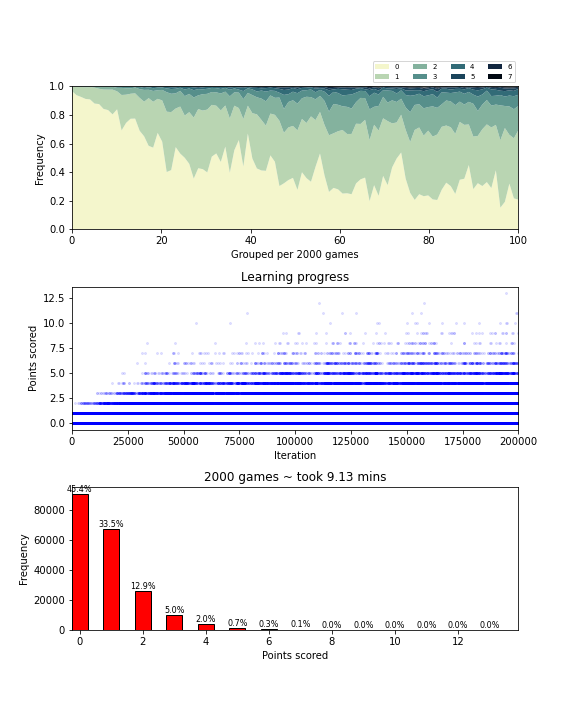 0 2 4 6
1 3 5 7
1.0
0.8
0.6
0.4
0.2
0.0
Frequency
0 20 40 60 80 100
Grouped per 2000 games
Learning progress
12.5
10.0
7.5
5.0
2.5
0.0
Points scored
0 25000 50000 75000 100000 125000 150000 175000 200000
Iteration
2000 games ~ took 9.13 mins
80000
60000
40000
20000
0
Frequency
45.4% 33.5% 12.9% 5.0% 2.0% 0.7% 0.3% 0.1% 0.0% 0.0% 0.0% 0.0% 0.0% 0.0%
0 2 4 6 8 10 12
Points scored